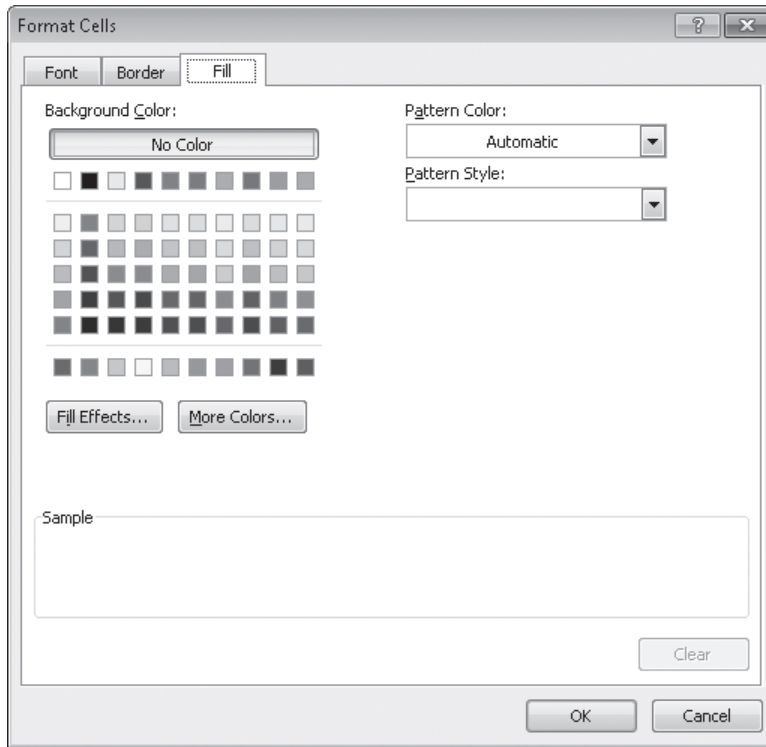 Format Cells
Font Border Fill
Background Color:
No Color
Pattern Color:
Automatic
Pattern Style:
Fill Effects... More Colors...
Sample
Clear
OK Cancel